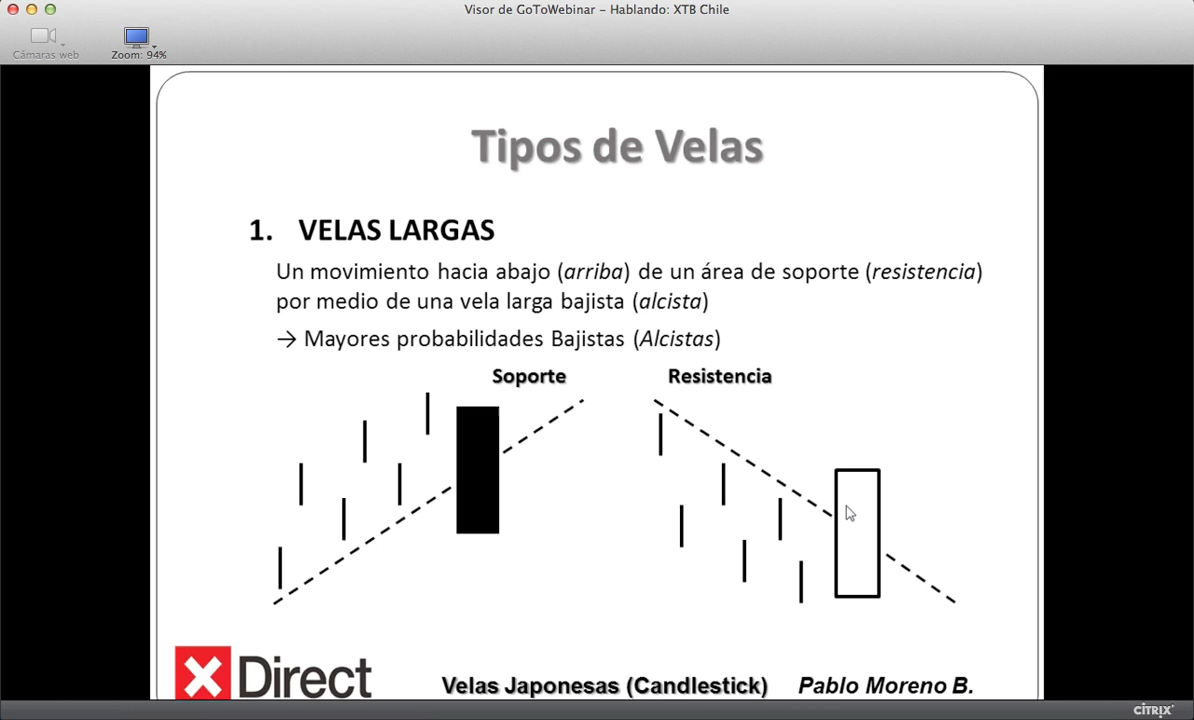 Visor de GoToWebinar – Hablando: XTB Chile
Cámaras web
Zoom: 94%
Tipos de Velas
1. VELAS LARGAS
Un movimiento hacia abajo (arriba) de un área de soporte (resistencia)
por medio de una vela larga bajista (alcista)
→ Mayores probabilidades Bajistas (Alcistas)
Soporte Resistencia
X Direct
Velas Japonesas (Candlestick) Pablo Moreno B.
CITRIX